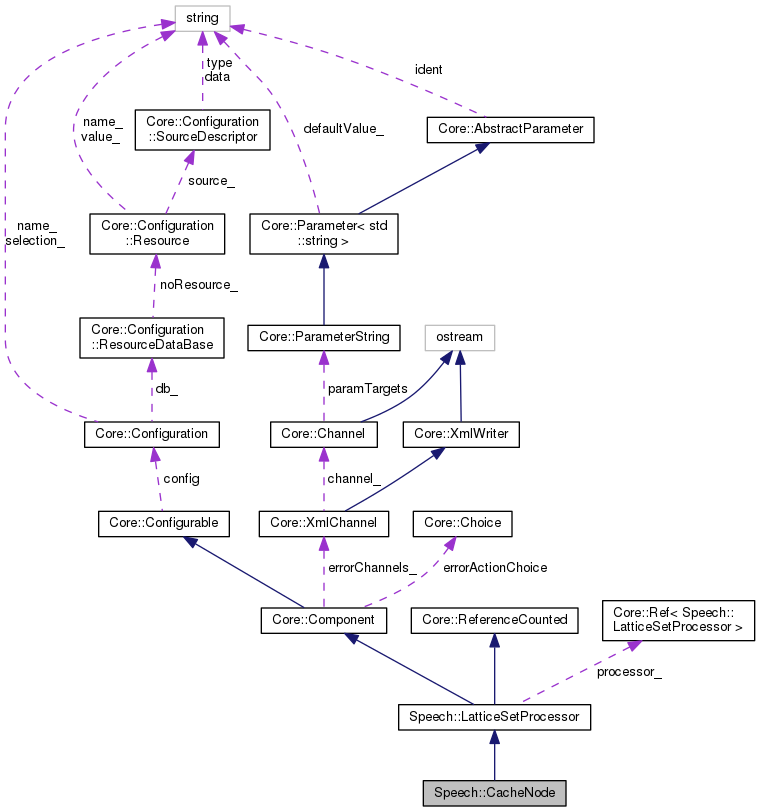 string
type
data
ident
Core::Configuration
::SourceDescriptor
name_
value_
defaultValue_
Core::AbstractParameter
source_
name_
selection_
Core::Configuration
::Resource
Core::Parameter< std
::string >
noResource_
Core::Configuration
::ResourceDataBase
Core::ParameterString
ostream
db_
paramTargets
Core::Configuration
Core::Channel
Core::XmlWriter
config
channel_
Core::Configurable
Core::XmlChannel
Core::Choice
errorChannels_
errorActionChoice
Core::Component
Core::ReferenceCounted
Core::Ref< Speech::
LatticeSetProcessor >
processor_
Speech::LatticeSetProcessor
Speech::CacheNode